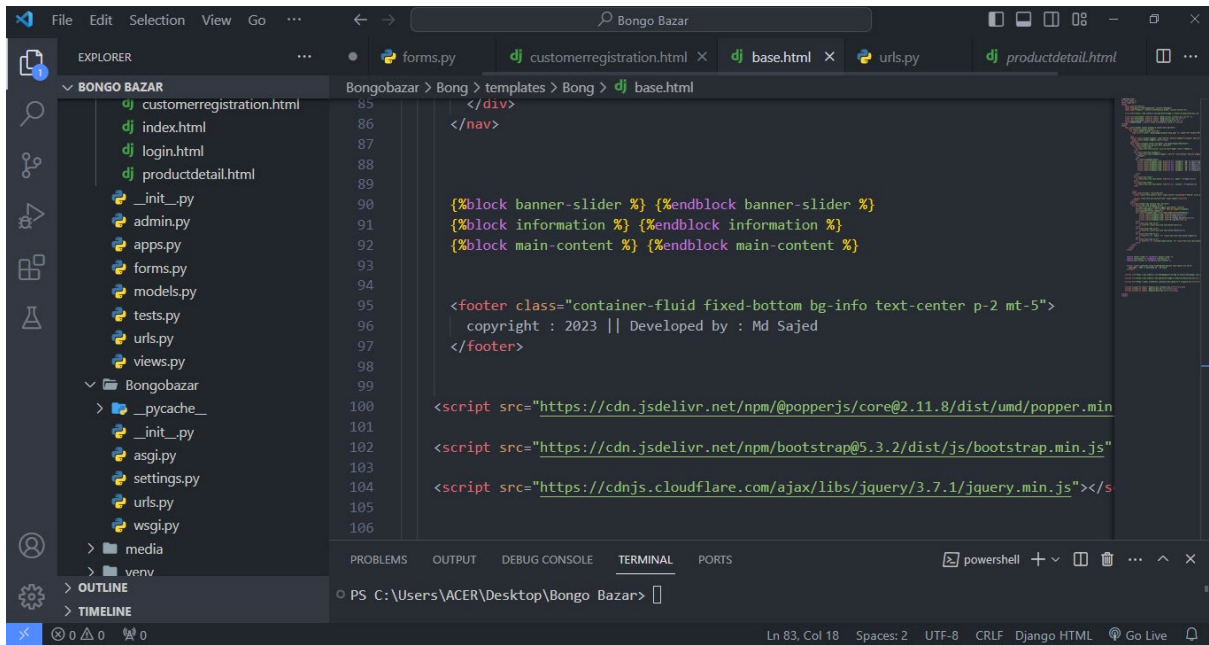 File Edit Selection View Go ··· Bongo Bazar
EXPLORER ···
1
BONGO BAZAR
customerregistration.html
index.html
login.html
productdetail.html
__init__.py
admin.py
apps.py
forms.py
models.py
tests.py
urls.py
views.py
Bongobazar
__pycache__
__init__.py
asgi.py
settings.py
urls.py
wsgi.py
media
venv
OUTLINE
TIMELINE
forms.py dj customerregistration.html dj base.html urls.py dj productdetail.html ···
Bongobazar > Bong > templates > Bong > dj base.html
85 </div>
86 </nav>
87
88
89
90 {%block banner-slider %} {%endblock banner-slider %}
91 {%block information %} {%endblock information %}
92 {%block main-content %} {%endblock main-content %}
93
94
95 <footer class="container-fluid fixed-bottom bg-info text-center p-2 mt-5">
96 copyright : 2023 || Developed by : Md Sajed
97 </footer>
98
99
100 <script src="https://cdn.jsdelivr.net/npm/@popperjs/core@2.11.8/dist/umd/popper.min
101
102 <script src="https://cdn.jsdelivr.net/npm/bootstrap@5.3.2/dist/js/bootstrap.min.js"
103
104 <script src="https://cdnjs.cloudflare.com/ajax/libs/jquery/3.7.1/jquery.min.js"></s
105
106
PROBLEMS OUTPUT DEBUG CONSOLE TERMINAL PORTS powershell ···
PS C:\Users\ACER\Desktop\Bongo Bazar>
0 0 0 Ln 83, Col 18 Spaces: 2 UTF-8 CRLF Django HTML Go Live